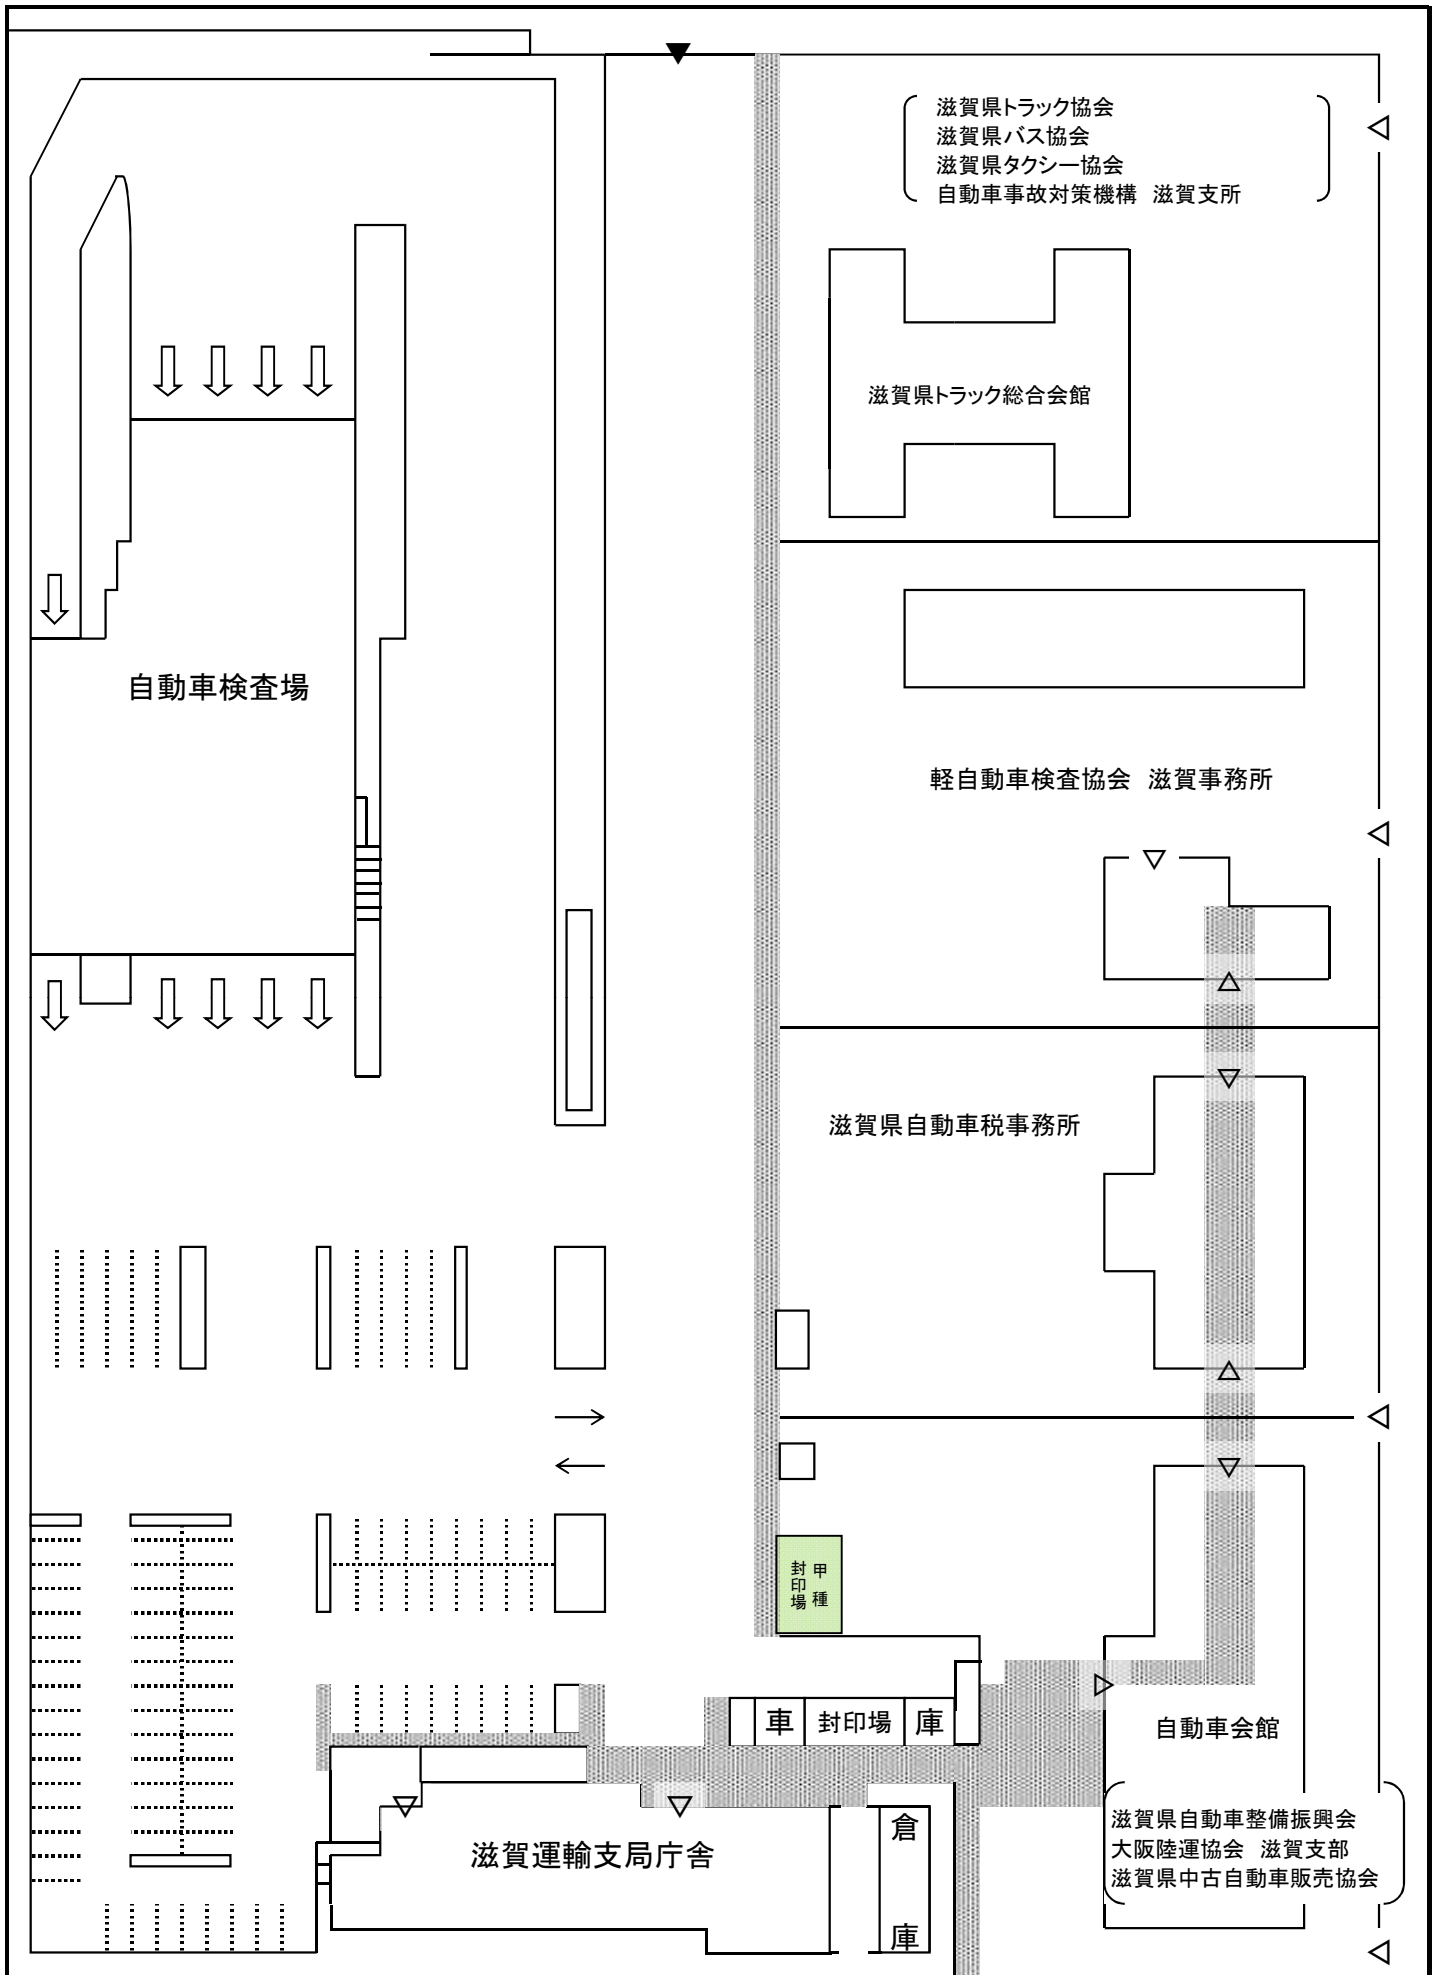 滋賀県トラック協会
滋賀県バス協会
滋賀県タクシー協会
自動車事故対策機構　滋賀支所
滋賀県トラック総合会館
自動車検査場
軽自動車検査協会　滋賀事務所
滋賀県自動車税事務所
甲種
封印場
車
封印場
庫
自動車会館
滋賀県自動車整備振興会
大阪陸運協会　滋賀支部
滋賀県中古自動車販売協会
滋賀運輸支局庁舎
倉
庫